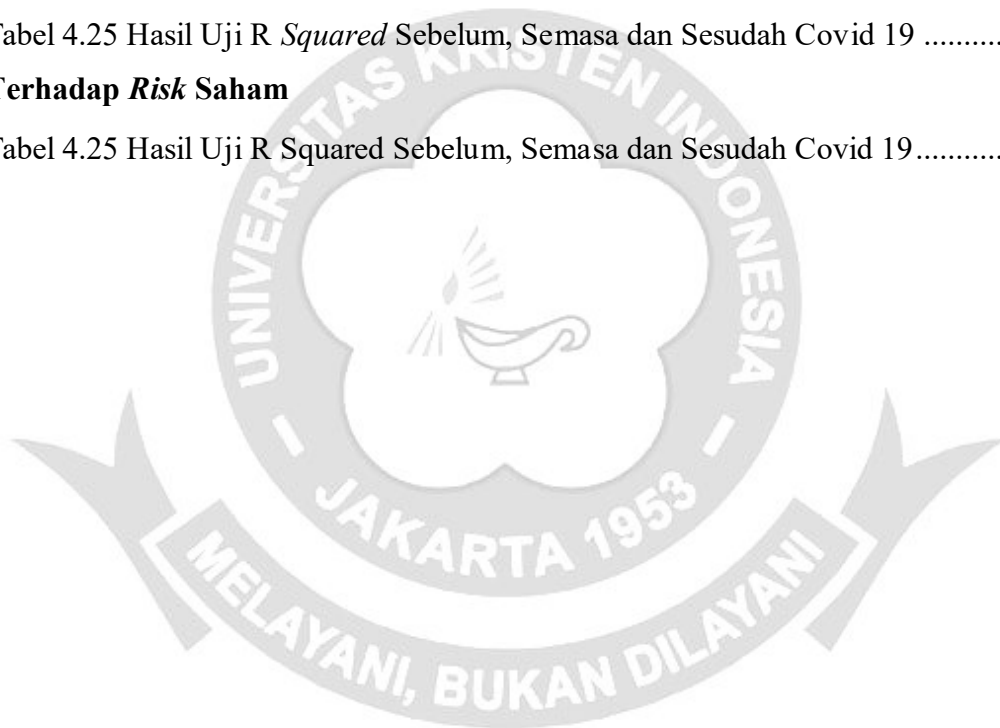 Tabel 4.25 Hasil Uji R Squared Sebelum, Semasa dan Sesudah Covid 19 ..........
Terhadap Risk Saham
Tabel 4.25 Hasil Uji R Squared Sebelum, Semasa dan Sesudah Covid 19...........
UNIVERSITAS KRISTEN INDONESIA
- JAKARTA 1953 -
MELAYANI, BUKAN DILAYANI